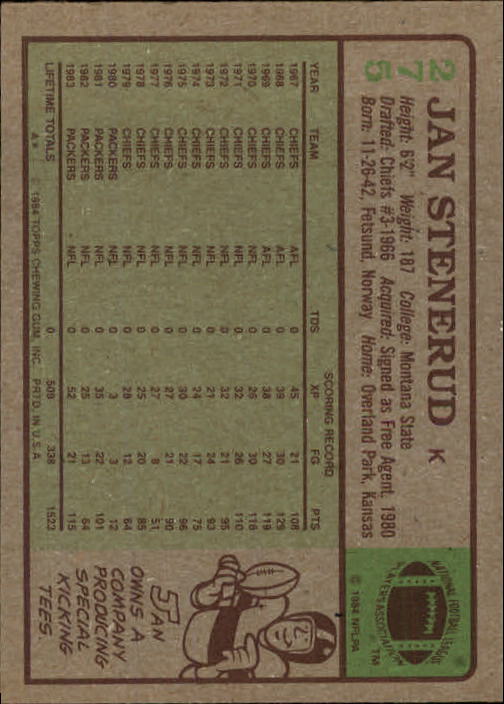 275
JAN STENERUD K
Height: 6'2" Weight: 187 College: Montana State
Drafted: Chiefs #3-1966 Acquired: Signed as Free Agent, 1980
Born: 11-26-42, Fetsund, Norway Home: Overland Park, Kansas
NATIONAL FOOTBALL LEAGUE
PLAYERS ASSOCIATION
TM
© 1984 NFLPA
SCORING RECORD
YEAR TEAM TDS XP FG PTS
1967 CHIEFS AFL 0 45 21 108
1968 CHIEFS AFL 0 39 30 129
1969 CHIEFS AFL 0 38 27 119
1970 CHIEFS NFL 0 26 30 116
1971 CHIEFS NFL 0 32 26 110
1972 CHIEFS NFL 0 32 21 95
1973 CHIEFS NFL 0 21 24 93
1974 CHIEFS NFL 0 24 17 75
1975 CHIEFS NFL 0 30 22 96
1976 CHIEFS NFL 0 27 21 90
1977 CHIEFS NFL 0 27 8 51
1978 CHIEFS NFL 0 25 20 85
1979 CHIEFS NFL 0 28 12 64
1980 PACKERS NFL 0 3 3 12
1981 PACKERS NFL 0 35 22 101
1982 PACKERS NFL 0 25 13 64
1983 PACKERS NFL 0 52 21 115
LIFETIME TOTALS 0 509 338 1523
A* © 1984 TOPPS CHEWING GUM, INC. PRTD. IN U.S.A.
JAN
OWNS A
COMPANY
PRODUCING
SPECIAL
KICKING
TEES.